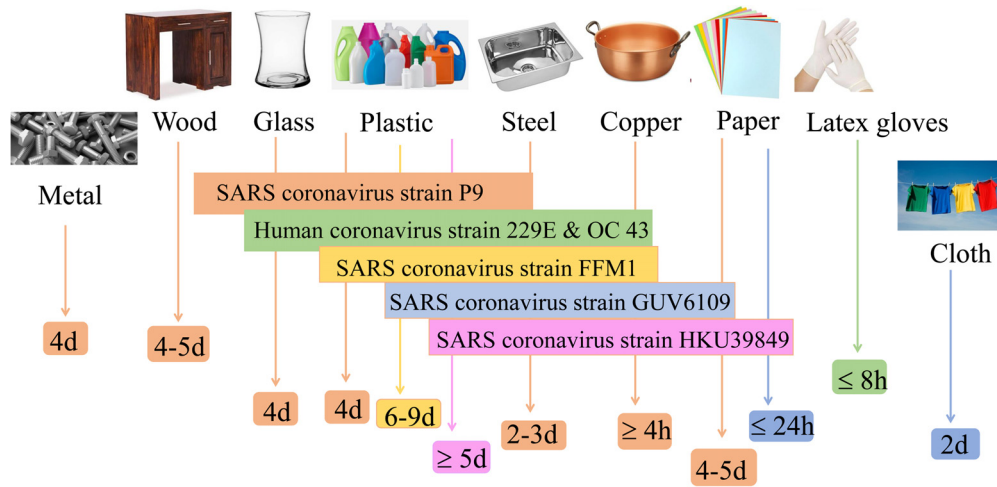 Wood
Glass
Plastic
Steel
Copper
Paper
Latex gloves
Metal
Cloth
SARS coronavirus strain P9
Human coronavirus strain 229E & OC 43
SARS coronavirus strain FFM1
SARS coronavirus strain GUV6109
SARS coronavirus strain HKU39849
4d
4-5d
4d
4d
6-9d
≥ 5d
2-3d
≥ 4h
4-5d
≤ 24h
≤ 8h
2d